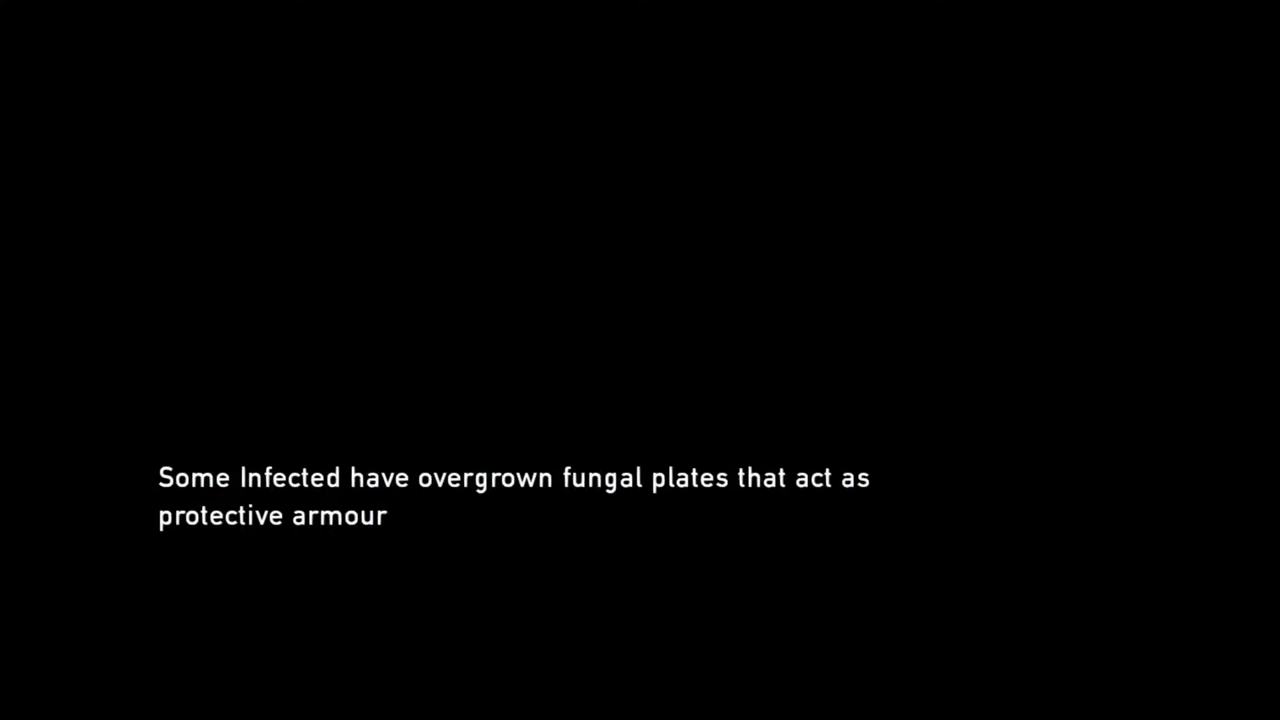 Some Infected have overgrown fungal plates that act as
protective armour